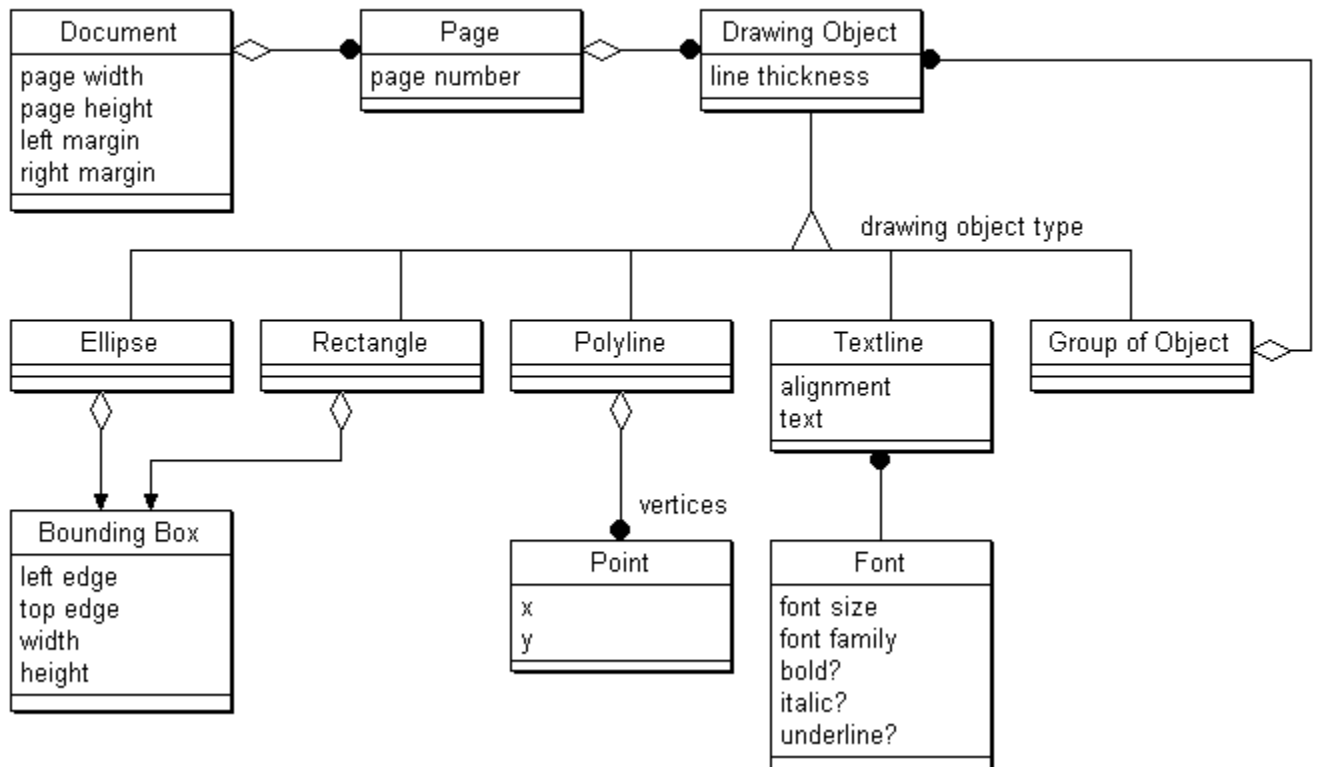 Document
page width
page height
left margin
right margin
Page
page number
Drawing Object
line thickness
drawing object type
Ellipse
Rectangle
Polyline
Textline
alignment
text
Group of Object
Bounding Box
left edge
top edge
width
height
vertices
Point
x
y
Font
font size
font family
bold?
italic?
underline?